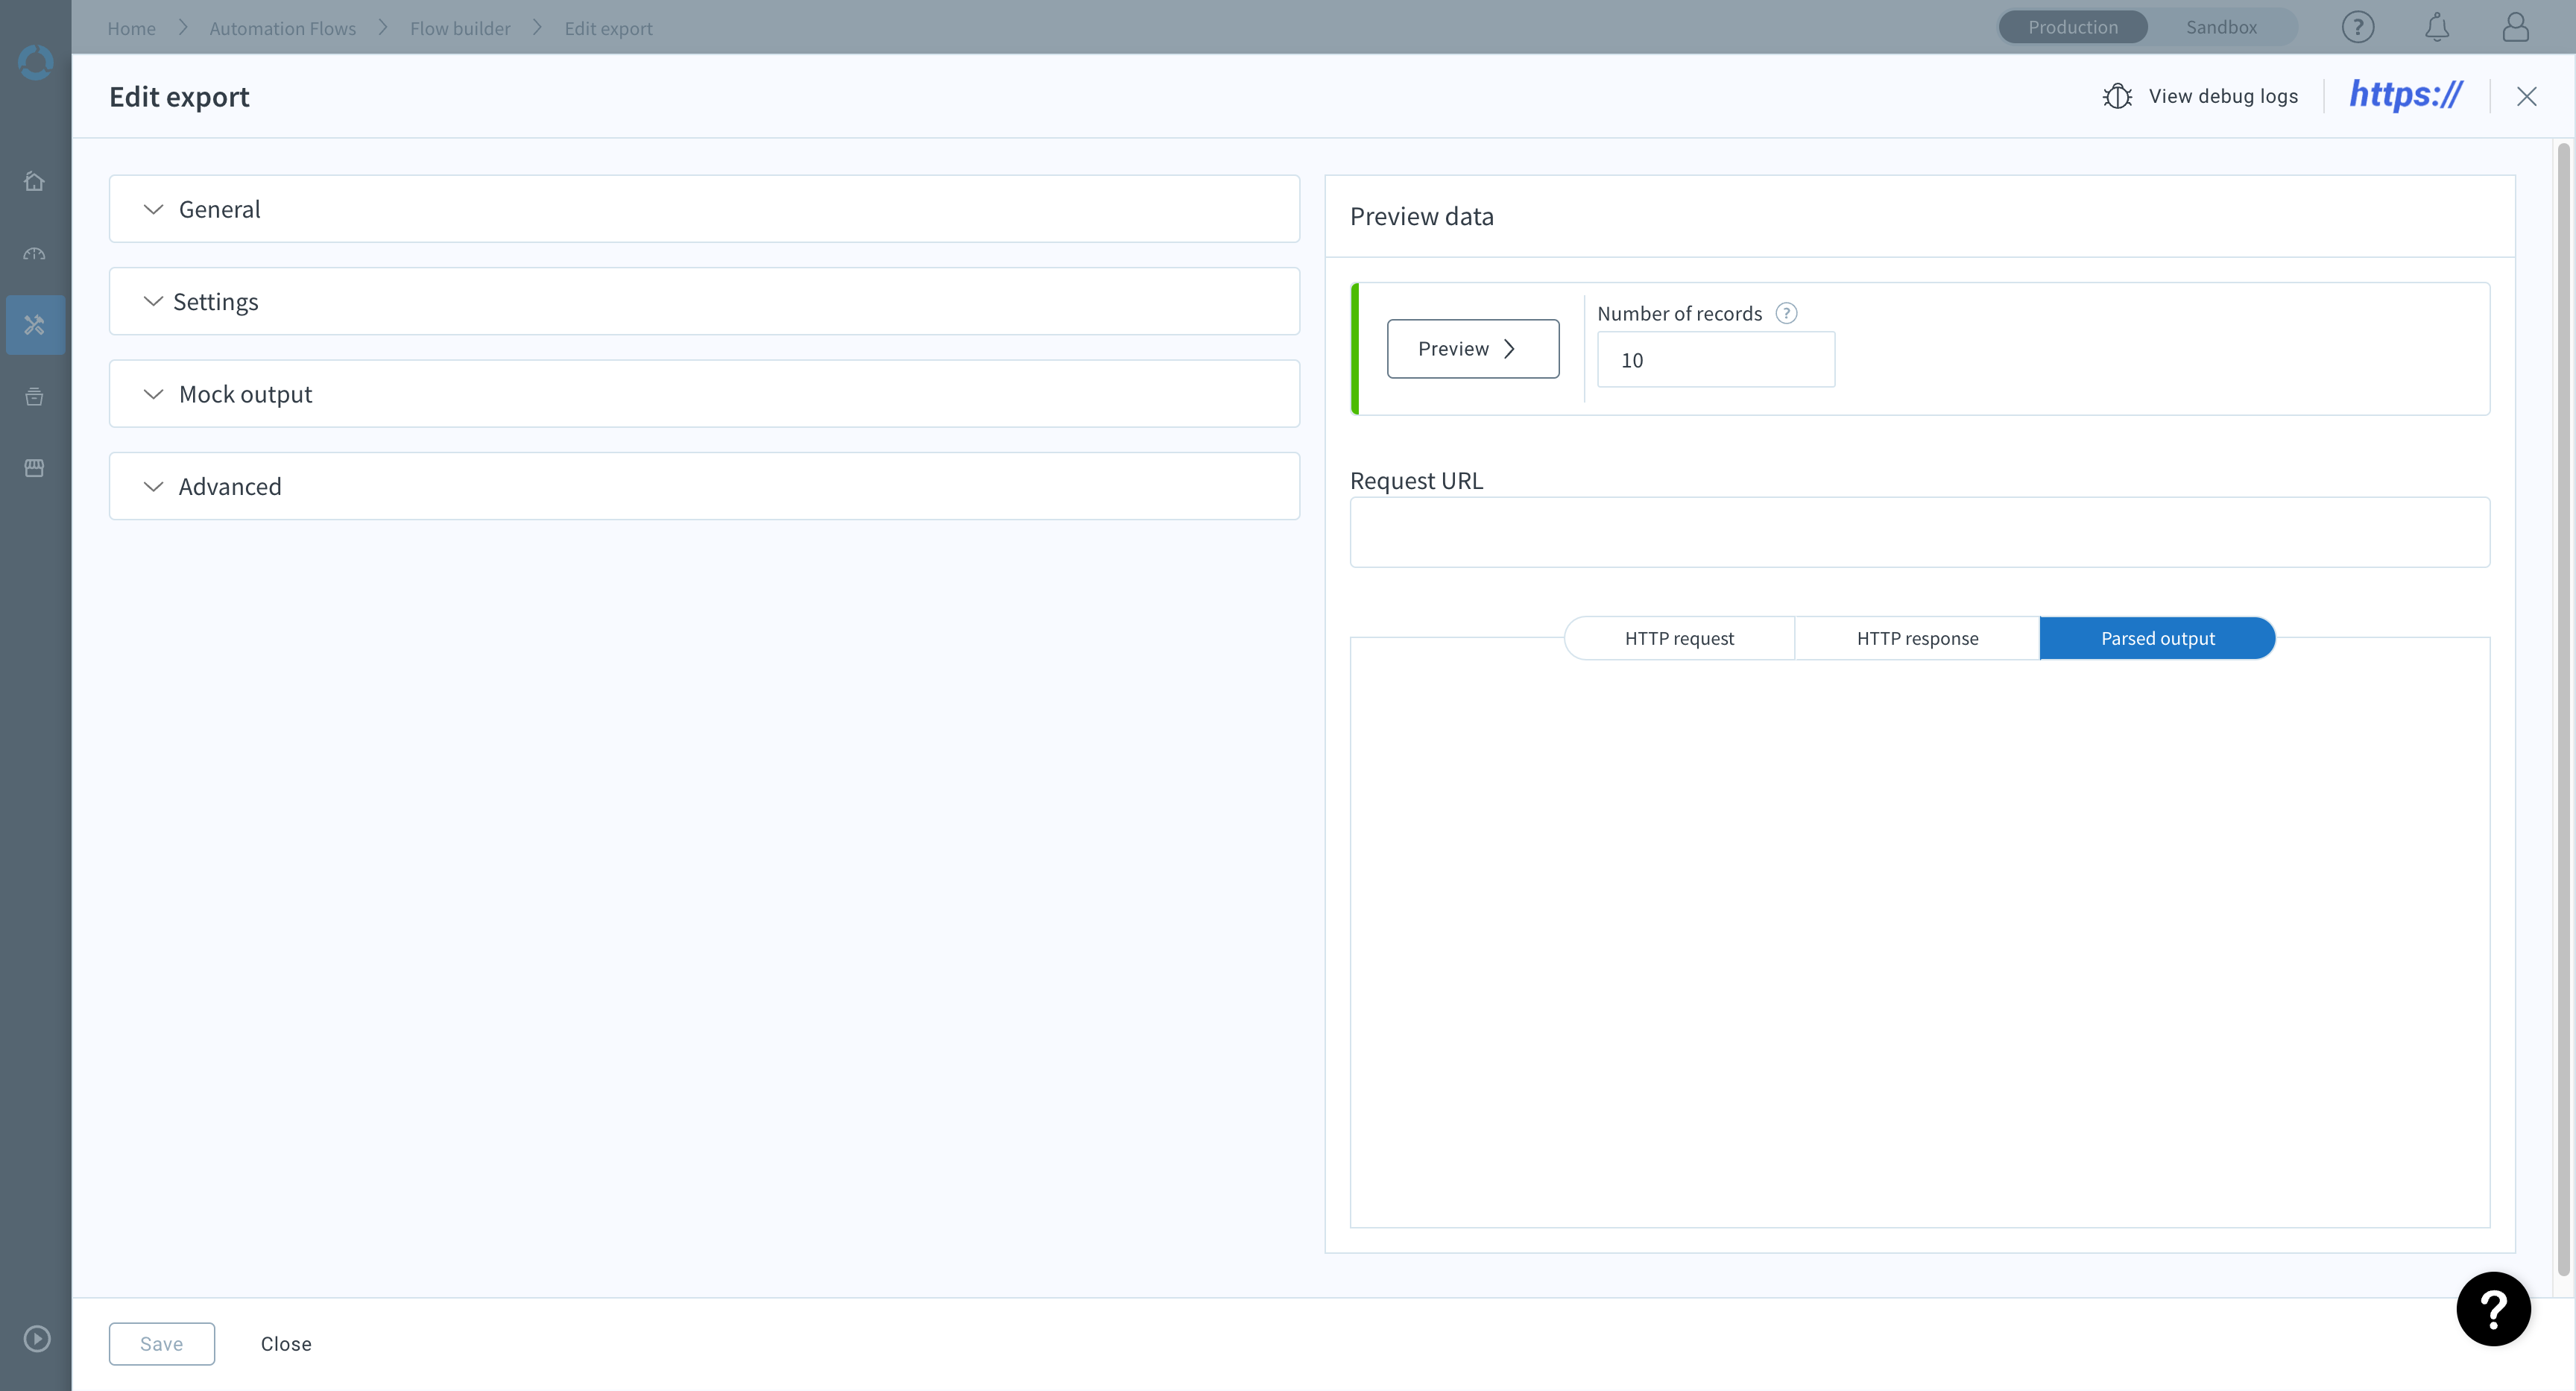 Home
Automation Flows
Flow builder
Edit export
Production
Sandbox
?
Edit export
View debug logs
https://
General
Settings
Mock output
Advanced
Preview data
Preview
Number of records
?
10
Request URL
HTTP request
HTTP response
Parsed output
Save
Close
?